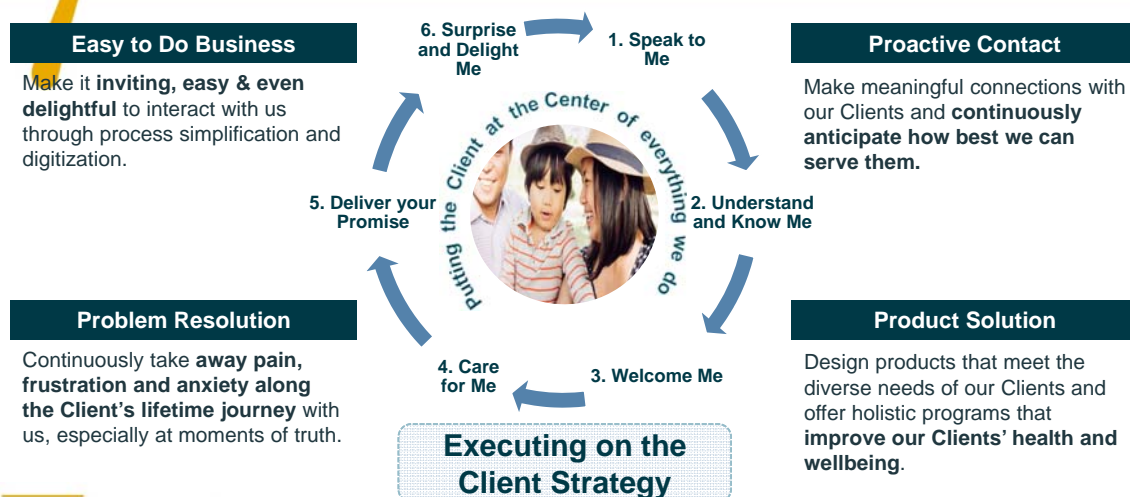 Easy to Do Business
Make it inviting, easy & even
delightful to interact with us
through process simplification and
digitization.
6. Surprise
and Delight
Me
1. Speak to
Me
Proactive Contact
Make meaningful connections with
our Clients and continuously
anticipate how best we can
serve them.
Putting the Client at the Center of everything we do
5. Deliver your
Promise
2. Understand
and Know Me
Problem Resolution
Continuously take away pain,
frustration and anxiety along
the Client’s lifetime journey with
us, especially at moments of truth.
4. Care
for Me
3. Welcome Me
Product Solution
Design products that meet the
diverse needs of our Clients and
offer holistic programs that
improve our Clients’ health and
wellbeing.
Executing on the
Client Strategy